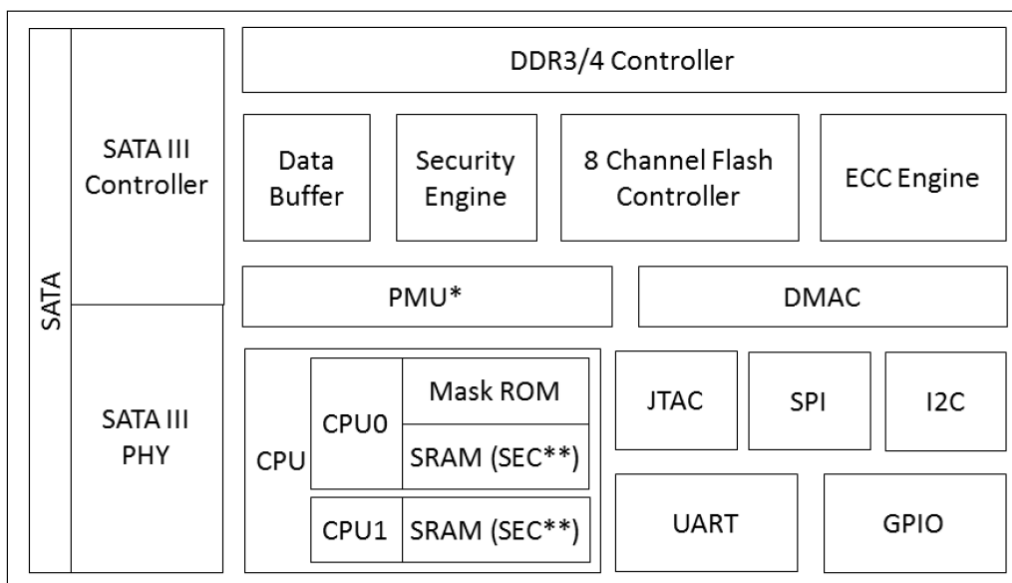 SATA
SATA III
Controller
SATA III
PHY
DDR3/4 Controller
Data
Buffer
Security
Engine
8 Channel Flash
Controller
ECC Engine
PMU*
DMAC
CPU
CPU0
Mask ROM
SRAM (SEC**)
CPU1
SRAM (SEC**)
JTAC
SPI
I2C
UART
GPIO